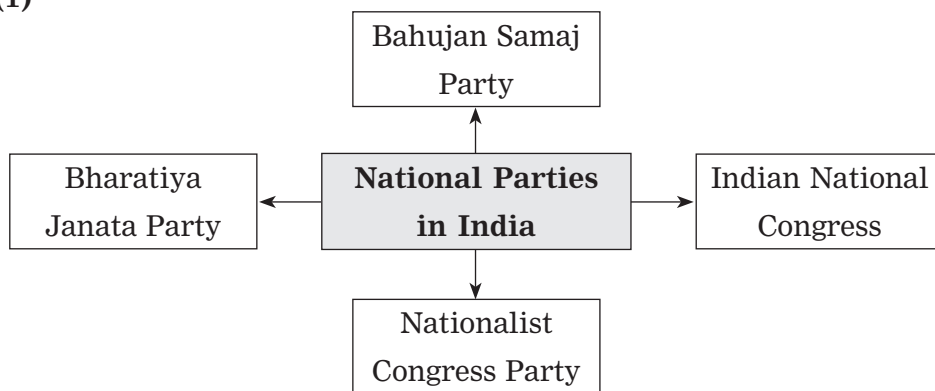 (1)
Bahujan Samaj
Party
Bharatiya
Janata Party
National Parties
in India
Indian National
Congress
Nationalist
Congress Party